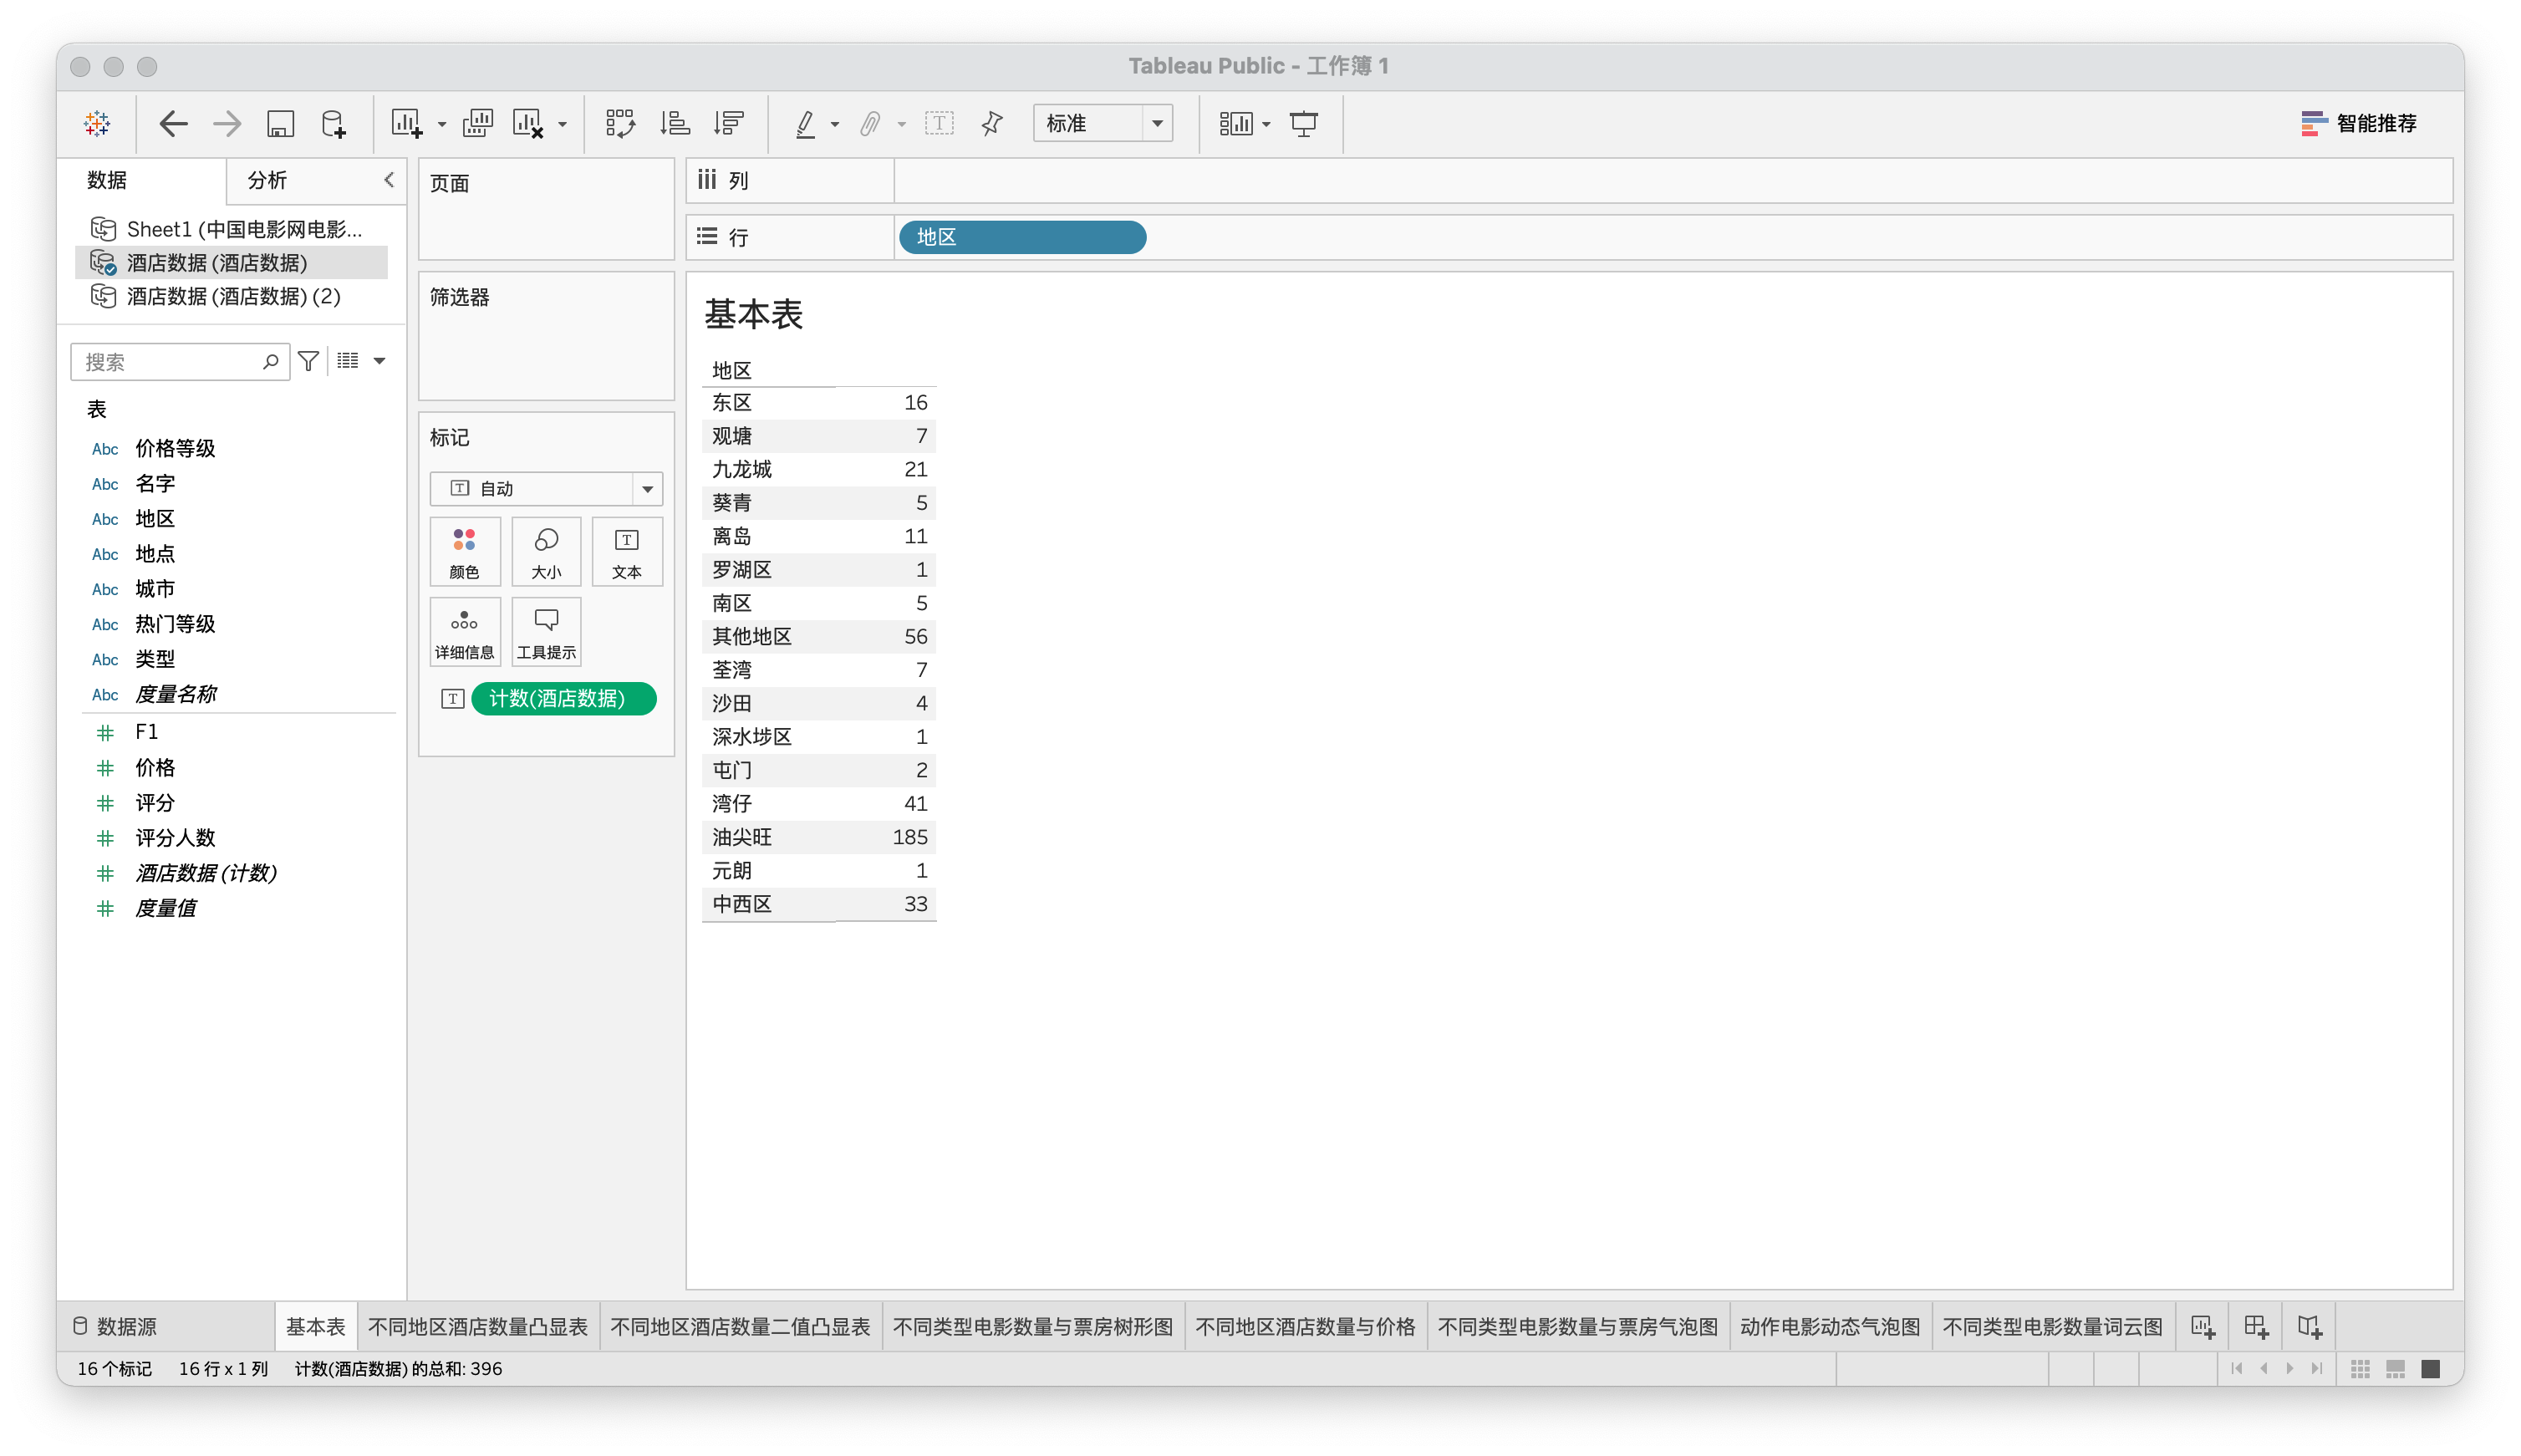 Tableau Public - 工作簿 1
标准
智能推荐
数据
分析
Sheet1 (中国电影网电影...
酒店数据 (酒店数据)
酒店数据 (酒店数据) (2)
搜索
表
Abc 价格等级
Abc 名字
Abc 地区
Abc 地点
Abc 城市
Abc 热门等级
Abc 类型
Abc 度量名称
F1
价格
评分
评分人数
酒店数据 (计数)
度量值
页面
筛选器
标记
自动
颜色
大小
文本
详细信息
工具提示
计数(酒店数据)
列
行
地区
基本表
地区
东区 16
观塘 7
九龙城 21
葵青 5
离岛 11
罗湖区 1
南区 5
其他地区 56
荃湾 7
沙田 4
深水埗区 1
屯门 2
湾仔 41
油尖旺 185
元朗 1
中西区 33
数据源
基本表
不同地区酒店数量凸显表
不同地区酒店数量二值凸显表
不同类型电影数量与票房树形图
不同地区酒店数量与价格
不同类型电影数量与票房气泡图
动作电影动态气泡图
不同类型电影数量词云图
16 个标记
16 行 x 1 列
计数(酒店数据) 的总和: 396